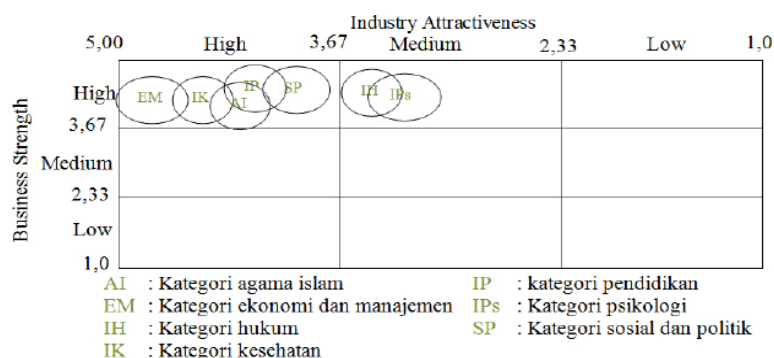 Industry Attractiveness
5,00 High 3,67 Medium 2,33 Low 1,0
Business Strength
High
EM IK AI IP SP IH IPs
3,67
Medium
2,33
Low
1,0
AI : Kategori agama islam
EM : Kategori ekonomi dan manajemen
IH : Kategori hukum
IK : Kategori kesehatan
IP : kategori pendidikan
IPs : Kategori psikologi
SP : Kategori sosial dan politik